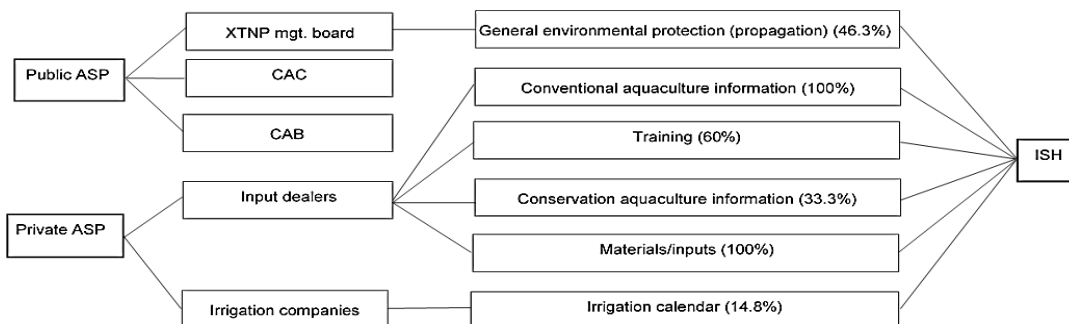 XTNP mgt. board
General environmental protection (propagation) (46.3%)
Public ASP
CAC
Conventional aquaculture information (100%)
CAB
Training (60%)
ISH
Input dealers
Conservation aquaculture information (33.3%)
Private ASP
Materials/inputs (100%)
Irrigation companies
Irrigation calendar (14.8%)